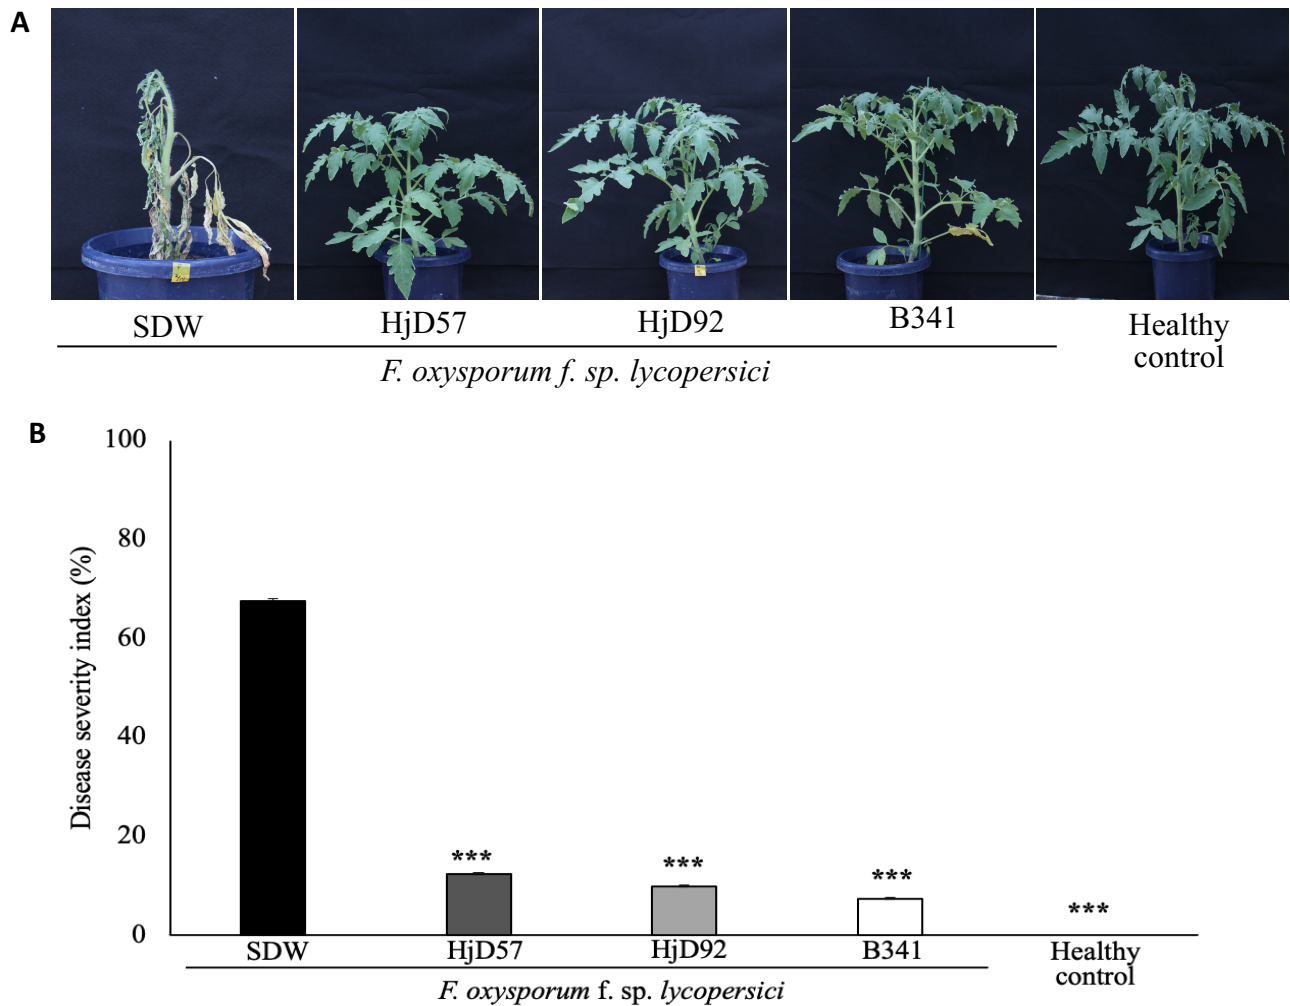 A
SDW
HjD57
HjD92
B341
Healthy
control
F. oxysporum f. sp. lycopersici
B
100
80
60
40
20
0
Disease severity index (%)
***
***
***
***
SDW
HjD57
HjD92
B341
Healthy
control
F. oxysporum f. sp. lycopersici